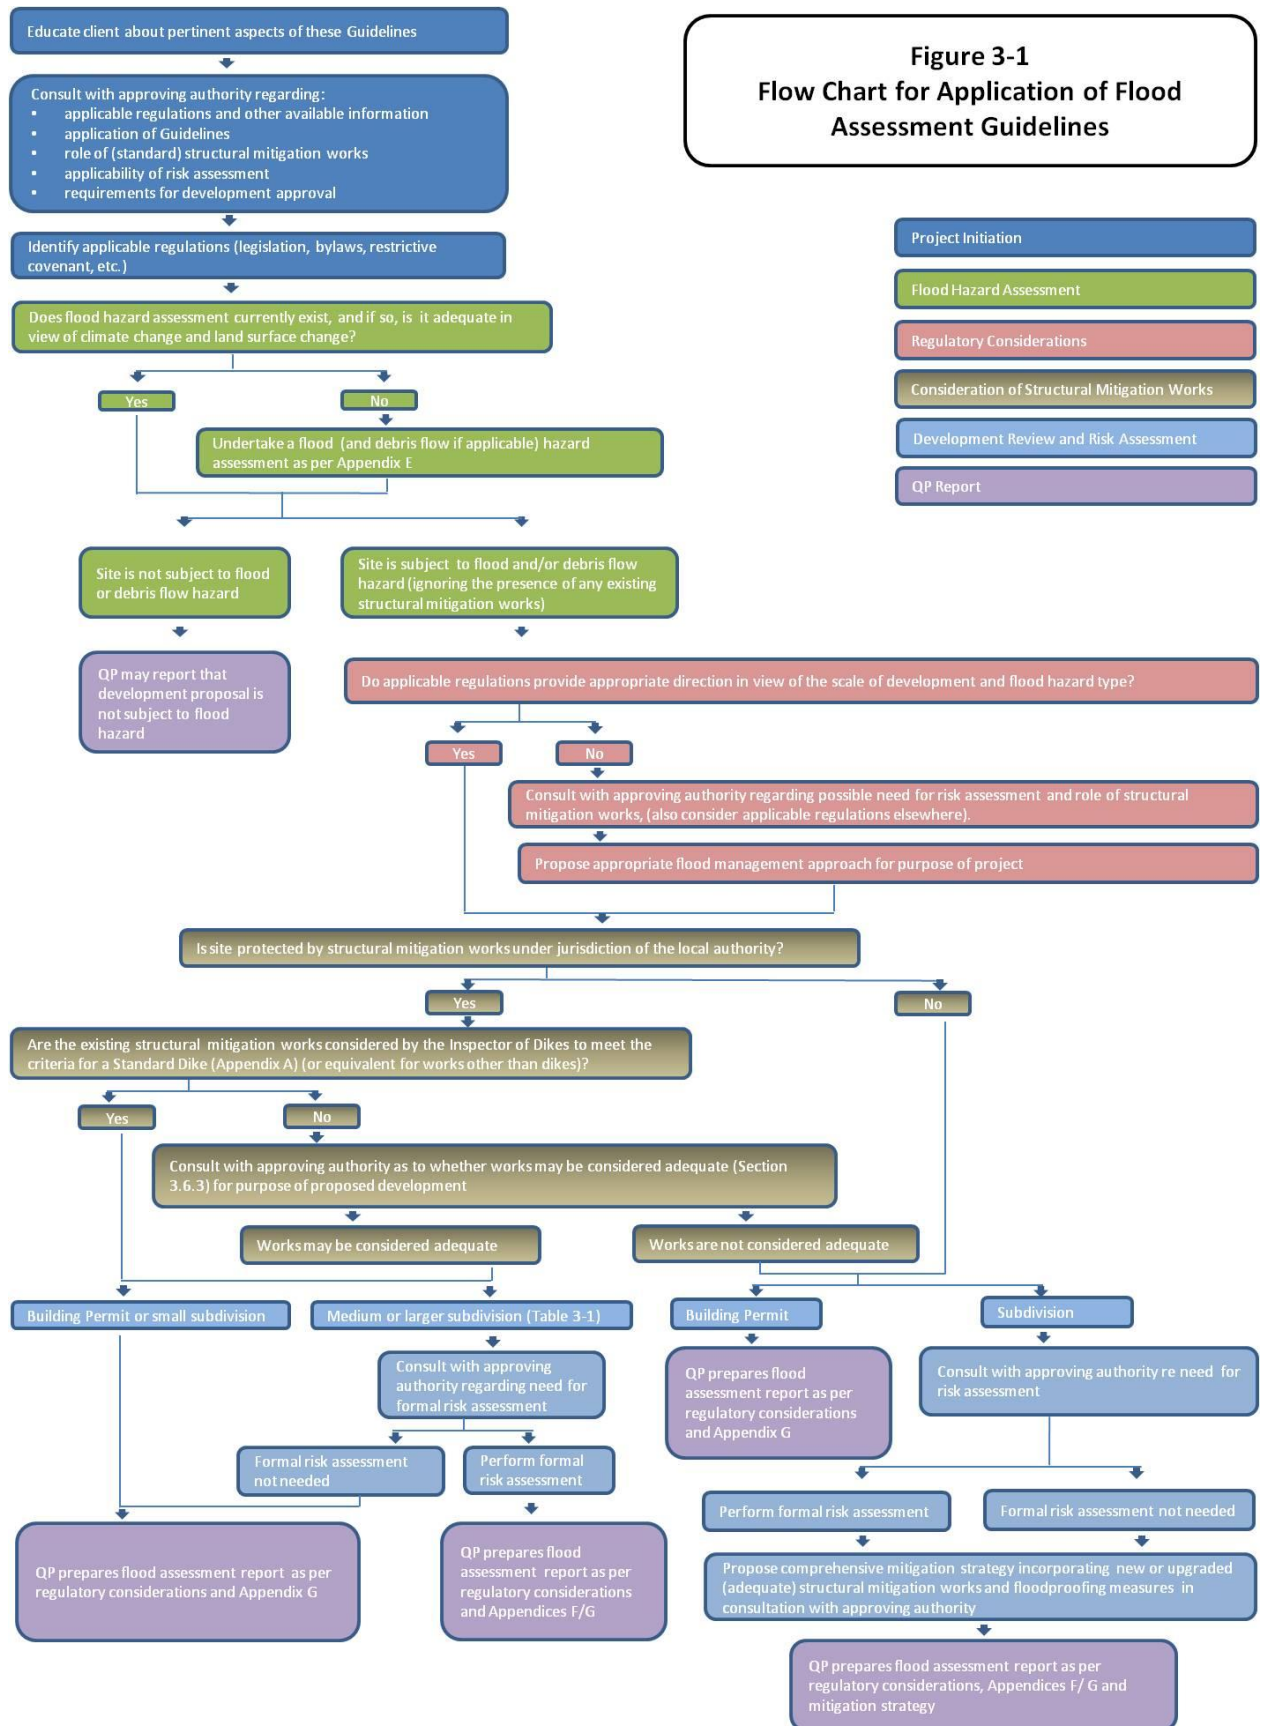 Educate client about pertinent aspects of these Guidelines
Figure 3-1
Flow Chart for Application of Flood
Assessment Guidelines
Consult with approving authority regarding:
▪ applicable regulations and other available information
▪ application of Guidelines
▪ role of (standard) structural mitigation works
▪ applicability of risk assessment
▪ requirements for development approval
Identify applicable regulations (legislation, bylaws, restrictive
covenant, etc.)
Project Initiation
Flood Hazard Assessment
Regulatory Considerations
Consideration of Structural Mitigation Works
Development Review and Risk Assessment
QP Report
Does flood hazard assessment currently exist, and if so, is it adequate in
view of climate change and land surface change?
Yes
No
Undertake a flood (and debris flow if applicable) hazard
assessment as per Appendix E
Site is not subject to flood
or debris flow hazard
Site is subject to flood and/or debris flow
hazard (ignoring the presence of any existing
structural mitigation works)
QP may report that
development proposal is
not subject to flood
hazard
Do applicable regulations provide appropriate direction in view of the scale of development and flood hazard type?
Yes
No
Consult with approving authority regarding possible need for risk assessment and role of structural
mitigation works, (also consider applicable regulations elsewhere).
Propose appropriate flood management approach for purpose of project
Is site protected by structural mitigation works under jurisdiction of the local authority?
Yes
No
Are the existing structural mitigation works considered by the Inspector of Dikes to meet the
criteria for a Standard Dike (Appendix A) (or equivalent for works other than dikes)?
Yes
No
Consult with approving authority as to whether works may be considered adequate (Section
3.6.3) for purpose of proposed development
Works may be considered adequate
Works are not considered adequate
Building Permit or small subdivision
Medium or larger subdivision (Table 3-1)
Building Permit
Subdivision
Consult with approving
authority regarding need for
formal risk assessment
QP prepares flood
assessment report as per
regulatory considerations
and Appendix G
Consult with approving authority re need for
risk assessment
Formal risk assessment
not needed
Perform formal
risk assessment
Perform formal risk assessment
Formal risk assessment not needed
QP prepares flood assessment report as per
regulatory considerations and Appendix G
QP prepares flood
assessment report as per
regulatory considerations
and Appendices F/G
Propose comprehensive mitigation strategy incorporating new or upgraded
(adequate) structural mitigation works and floodproofing measures in
consultation with approving authority
QP prepares flood assessment report as per
regulatory considerations, Appendices F/ G and
mitigation strategy